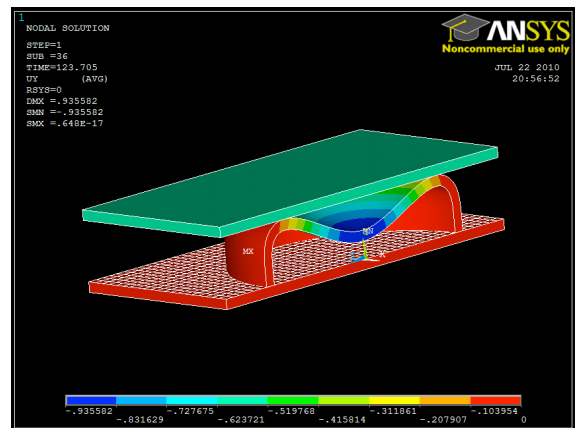 1
NODAL SOLUTION
STEP=1
SUB =36
TIME=123.705
UY (AVG)
RSYS=0
DMX =.935582
SMN =-.935582
SMX =.648E-17
ANSYS
Noncommercial use only
JUL 22 2010
20:56:52
MN
MX
X
-.935582 -.727675 -.519768 -.311861 -.103954
-.831629 -.623721 -.415814 -.207907 0